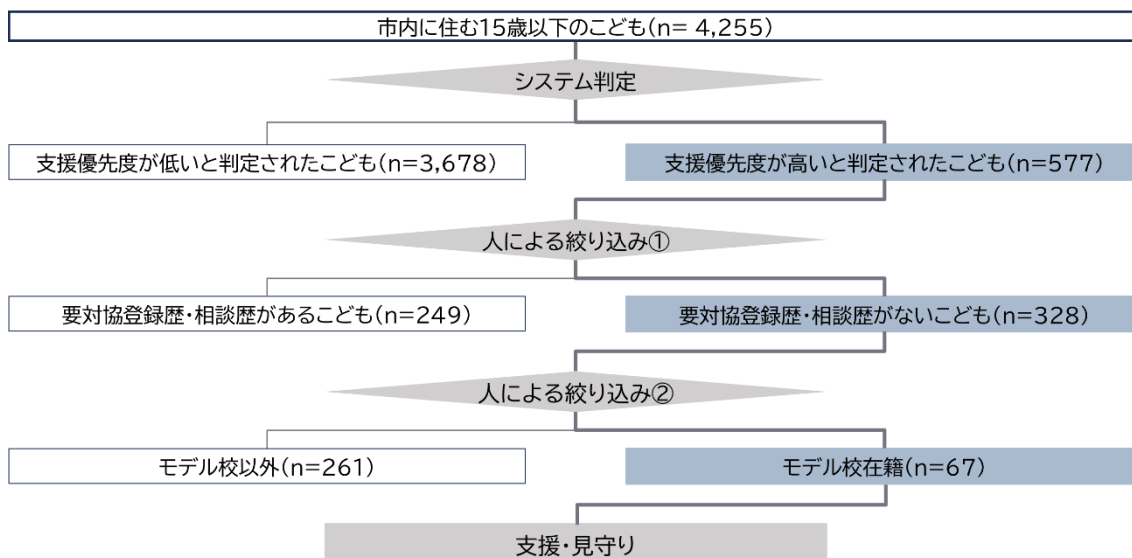 市内に住む15歳以下のこども(n= 4,255)
システム判定
支援優先度が低いと判定されたこども(n=3,678)
支援優先度が高いと判定されたこども(n=577)
人による絞り込み①
要対協登録歴・相談歴があるこども(n=249)
要対協登録歴・相談歴がないこども(n=328)
人による絞り込み②
モデル校以外(n=261)
モデル校在籍(n=67)
支援・見守り